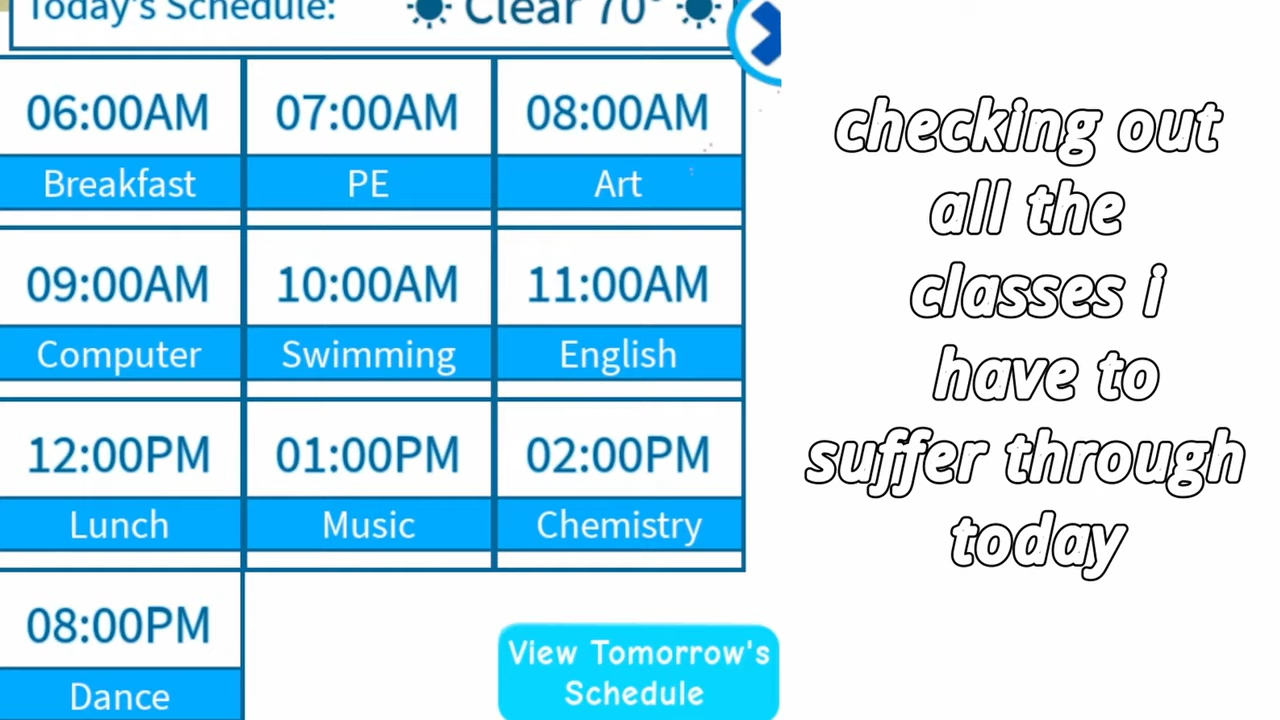 Today's Schedule: Clear 70°
06:00AM 07:00AM 08:00AM
Breakfast PE Art
09:00AM 10:00AM 11:00AM
Computer Swimming English
12:00PM 01:00PM 02:00PM
Lunch Music Chemistry
08:00PM
Dance
View Tomorrow's
Schedule
checking out
all the
classes i
have to
suffer through
today